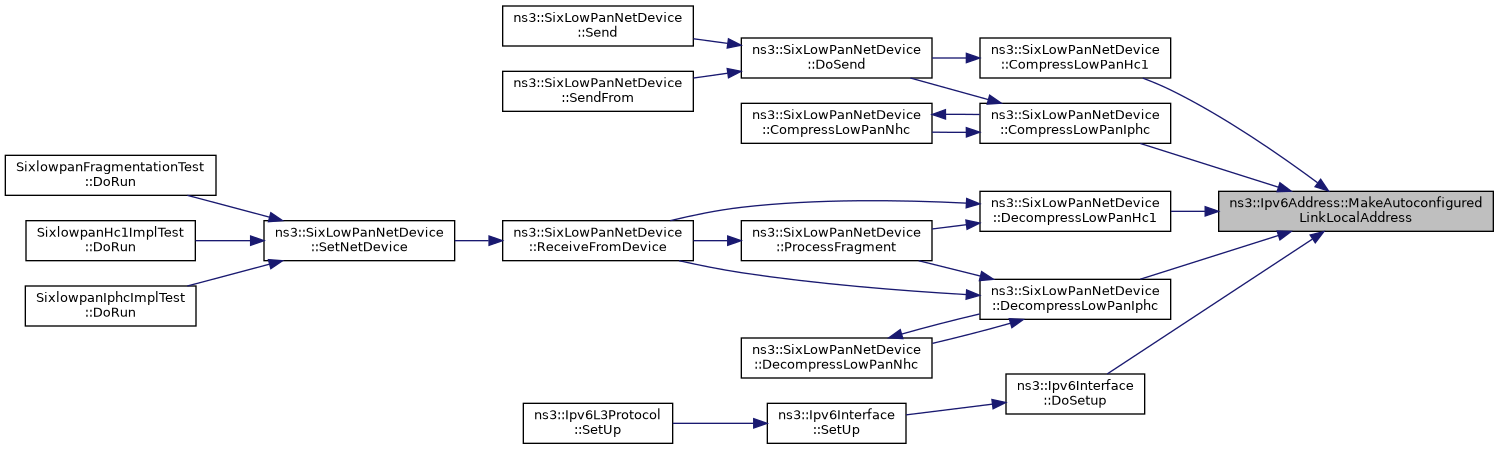 ns3::SixLowPanNetDevice
::Send
ns3::SixLowPanNetDevice
::DoSend
ns3::SixLowPanNetDevice
::CompressLowPanHc1
ns3::SixLowPanNetDevice
::SendFrom
ns3::SixLowPanNetDevice
::CompressLowPanNhc
ns3::SixLowPanNetDevice
::CompressLowPanIphc
SixlowpanFragmentationTest
::DoRun
ns3::Ipv6Address::MakeAutoconfigured
LinkLocalAddress
ns3::SixLowPanNetDevice
::DecompressLowPanHc1
SixlowpanHc1ImplTest
::DoRun
ns3::SixLowPanNetDevice
::SetNetDevice
ns3::SixLowPanNetDevice
::ReceiveFromDevice
ns3::SixLowPanNetDevice
::ProcessFragment
SixlowpanIphcImplTest
::DoRun
ns3::SixLowPanNetDevice
::DecompressLowPanIphc
ns3::SixLowPanNetDevice
::DecompressLowPanNhc
ns3::Ipv6Interface
::DoSetup
ns3::Ipv6L3Protocol
::SetUp
ns3::Ipv6Interface
::SetUp